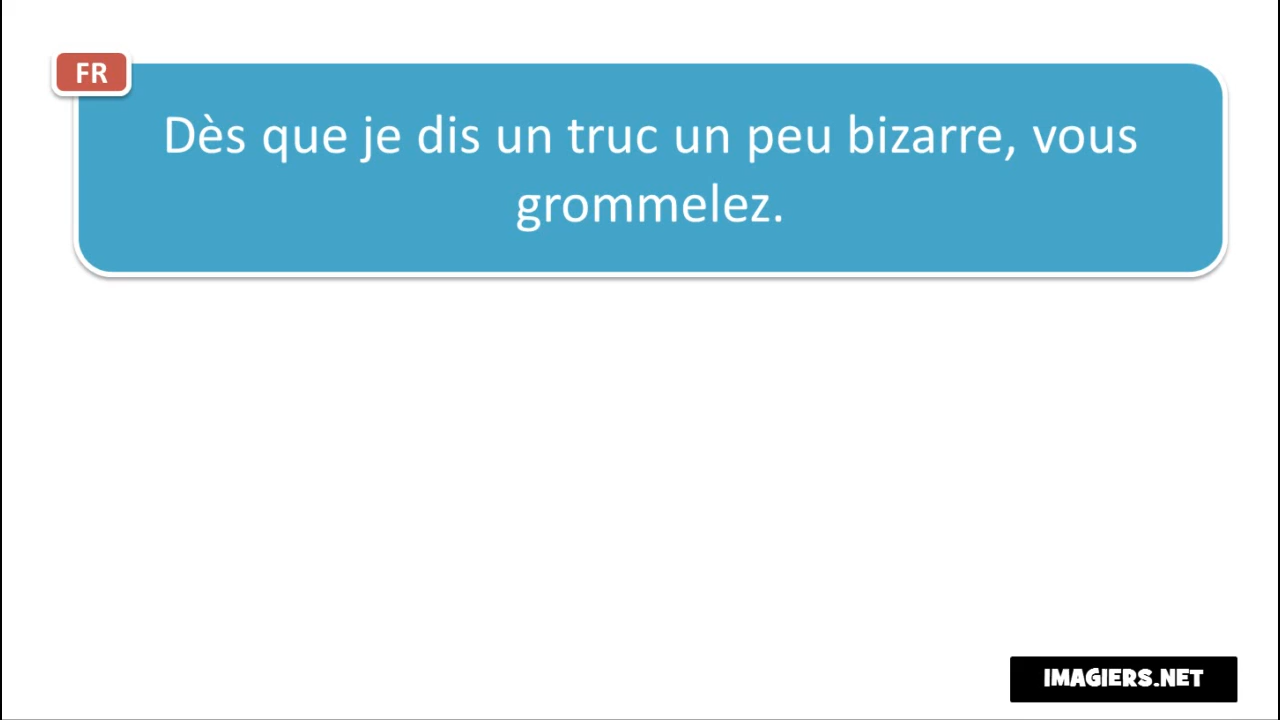 FR
Dès que je dis un truc un peu bizarre, vous
grommelez.
IMAGIERS.NET